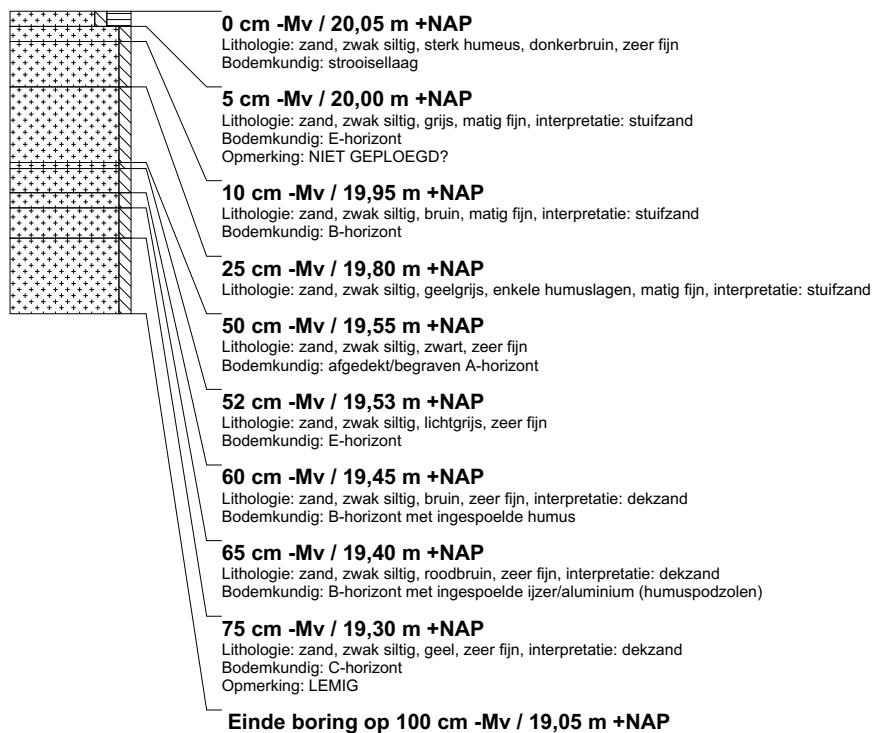 0 cm -Mv / 20,05 m +NAP
Lithologie: zand, zwak siltig, sterk humeus, donkerbruin, zeer fijn
Bodemkundig: strooisellaag
5 cm -Mv / 20,00 m +NAP
Lithologie: zand, zwak siltig, grijs, matig fijn, interpretatie: stuifzand
Bodemkundig: E-horizont
Opmerking: NIET GEPLOEGD?
10 cm -Mv / 19,95 m +NAP
Lithologie: zand, zwak siltig, bruin, matig fijn, interpretatie: stuifzand
Bodemkundig: B-horizont
25 cm -Mv / 19,80 m +NAP
Lithologie: zand, zwak siltig, geelgrijs, enkele humuslagen, matig fijn, interpretatie: stuifzand
50 cm -Mv / 19,55 m +NAP
Lithologie: zand, zwak siltig, zwart, zeer fijn
Bodemkundig: afgedekt/begraven A-horizont
52 cm -Mv / 19,53 m +NAP
Lithologie: zand, zwak siltig, lichtgrijs, zeer fijn
Bodemkundig: E-horizont
60 cm -Mv / 19,45 m +NAP
Lithologie: zand, zwak siltig, bruin, zeer fijn, interpretatie: dekzand
Bodemkundig: B-horizont met ingespoelde humus
65 cm -Mv / 19,40 m +NAP
Lithologie: zand, zwak siltig, roodbruin, zeer fijn, interpretatie: dekzand
Bodemkundig: B-horizont met ingespoelde ijzer/aluminium (humuspodzolen)
75 cm -Mv / 19,30 m +NAP
Lithologie: zand, zwak siltig, geel, zeer fijn, interpretatie: dekzand
Bodemkundig: C-horizont
Opmerking: LEMIG
Einde boring op 100 cm -Mv / 19,05 m +NAP